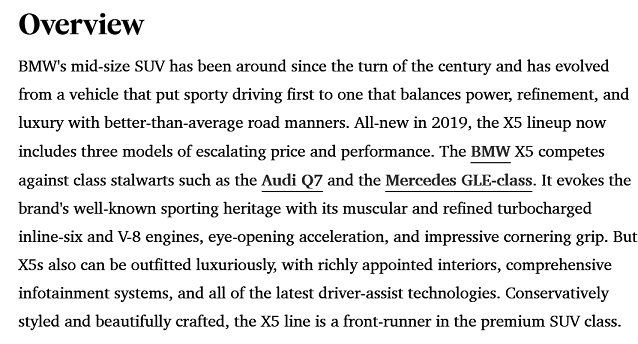 Overview
BMW's mid-size SUV has been around since the turn of the century and has evolved
from a vehicle that put sporty driving first to one that balances power, refinement, and
luxury with better-than-average road manners. All-new in 2019, the X5 lineup now
includes three models of escalating price and performance. The BMW X5 competes
against class stalwarts such as the Audi Q7 and the Mercedes GLE-class. It evokes the
brand's well-known sporting heritage with its muscular and refined turbocharged
inline-six and V-8 engines, eye-opening acceleration, and impressive cornering grip. But
X5s also can be outfitted luxuriously, with richly appointed interiors, comprehensive
infotainment systems, and all of the latest driver-assist technologies. Conservatively
styled and beautifully crafted, the X5 line is a front-runner in the premium SUV class.